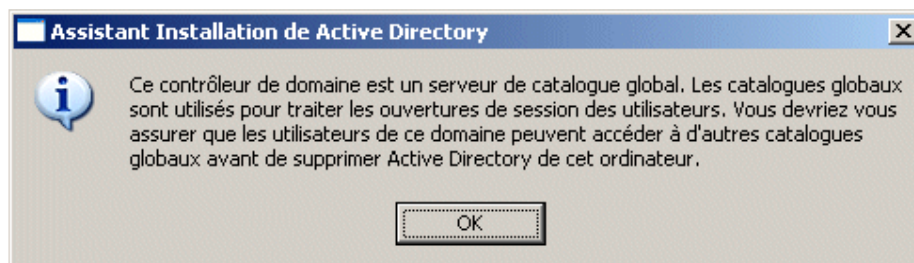 Assistant Installation de Active Directory
Ce contrôleur de domaine est un serveur de catalogue global. Les catalogues globaux
sont utilisés pour traiter les ouvertures de session des utilisateurs. Vous devriez vous
assurer que les utilisateurs de ce domaine peuvent accéder à d'autres catalogues
globaux avant de supprimer Active Directory de cet ordinateur.
OK